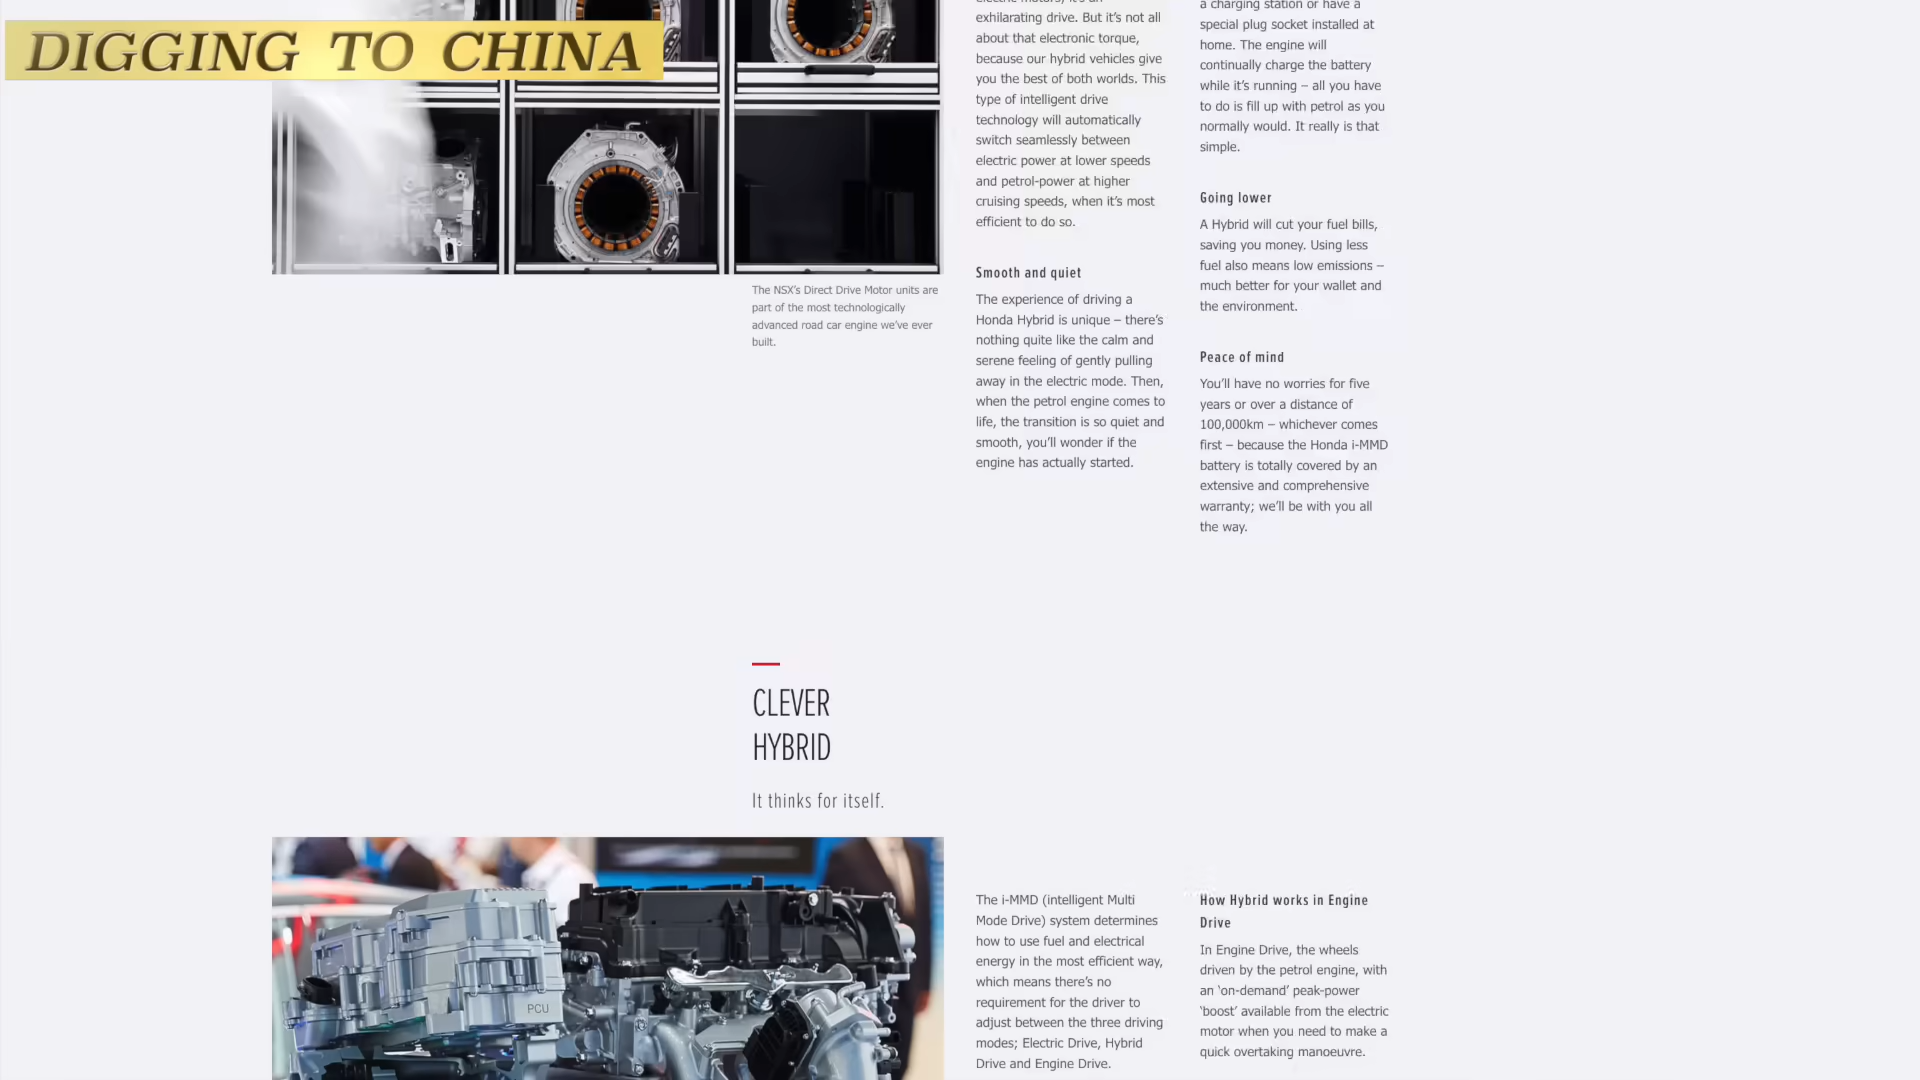 DIGGING TO CHINA
exhilarating drive. But it's not all
about that electronic torque,
because our hybrid vehicles give
you the best of both worlds. This
type of intelligent drive
technology will automatically
switch seamlessly between
electric power at lower speeds
and petrol-power at higher
cruising speeds, when it's most
efficient to do so.
Smooth and quiet
The experience of driving a
Honda Hybrid is unique – there's
nothing quite like the calm and
serene feeling of gently pulling
away in the electric mode. Then,
when the petrol engine comes to
life, the transition is so quiet and
smooth, you'll wonder if the
engine has actually started.
a charging station or have a
special plug socket installed at
home. The engine will
continually charge the battery
while it's running – all you have
to do is fill up with petrol as you
normally would. It really is that
simple.
Going lower
A Hybrid will cut your fuel bills,
saving you money. Using less
fuel also means low emissions –
much better for your wallet and
the environment.
Peace of mind
You'll have no worries for five
years or over a distance of
100,000km – whichever comes
first – because the Honda i-MMD
battery is totally covered by an
extensive and comprehensive
warranty; we'll be with you all
the way.
The NSX's Direct Drive Motor units are
part of the most technologically
advanced road car engine we've ever
built.
CLEVER
HYBRID
It thinks for itself.
PCU
The i-MMD (intelligent Multi
Mode Drive) system determines
how to use fuel and electrical
energy in the most efficient way,
which means there's no
requirement for the driver to
adjust between the three driving
modes; Electric Drive, Hybrid
Drive and Engine Drive.
How Hybrid works in Engine
Drive
In Engine Drive, the wheels
driven by the petrol engine, with
an 'on-demand' peak-power
'boost' available from the electric
motor when you need to make a
quick overtaking manoeuvre.